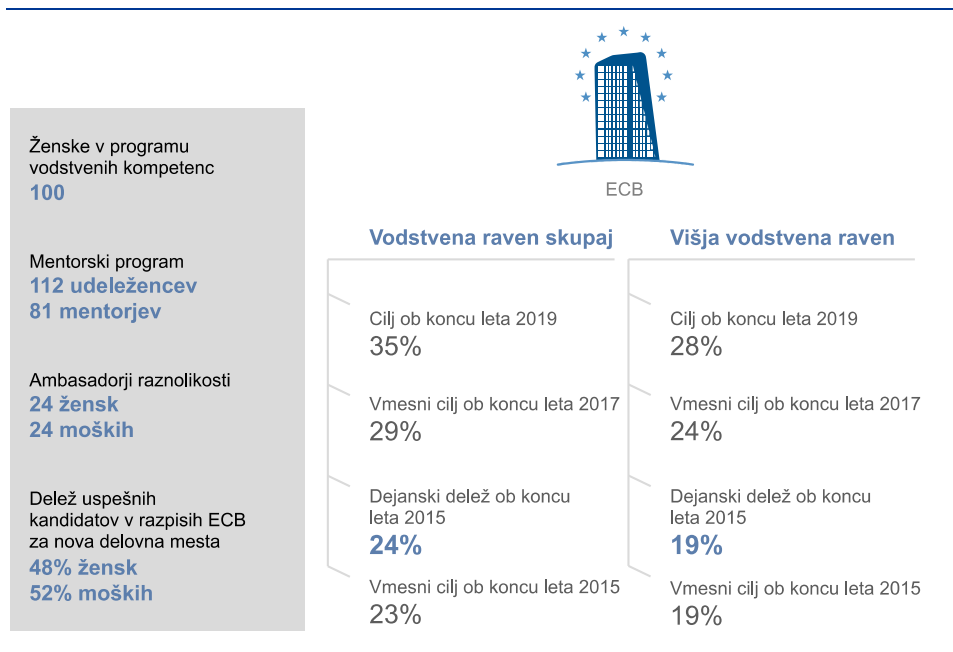 Ženske v programu
vodstvenih kompetenc
100
Mentorski program
112 udeležencev
81 mentorjev
Ambasadorji raznolikosti
24 žensk
24 moških
Delež uspešnih
kandidatov v razpisih ECB
za nova delovna mesta
48% žensk
52% moških
ECB
Vodstvena raven skupaj
Cilj ob koncu leta 2019
35%
Vmesni cilj ob koncu leta 2017
29%
Dejanski delež ob koncu
leta 2015
24%
Vmesni cilj ob koncu leta 2015
23%
Višja vodstvena raven
Cilj ob koncu leta 2019
28%
Vmesni cilj ob koncu leta 2017
24%
Dejanski delež ob koncu
leta 2015
19%
Vmesni cilj ob koncu leta 2015
19%